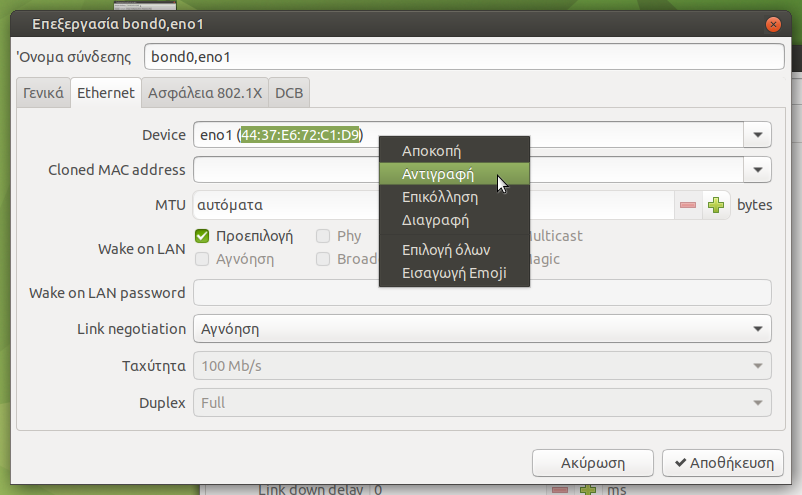 Επεξεργασία bond0,eno1
Όνομα σύνδεσης bond0,eno1
Γενικά Ethernet Ασφάλεια 802.1X DCB
Device eno1 (44:37:E6:72:C1:D9)
Αποκοπή
Cloned MAC address
Αντιγραφή
MTU αυτόματα bytes
Επικόλληση
Διαγραφή
Wake on LAN Προεπιλογή Phy ulticast
Αγνόηση Broad agic
Επιλογή όλων
Εισαγωγή Emoji
Wake on LAN password
Link negotiation Αγνόηση
Ταχύτητα 100 Mb/s
Duplex Full
Ακύρωση Αποθήκευση
Link down delay 0 ms